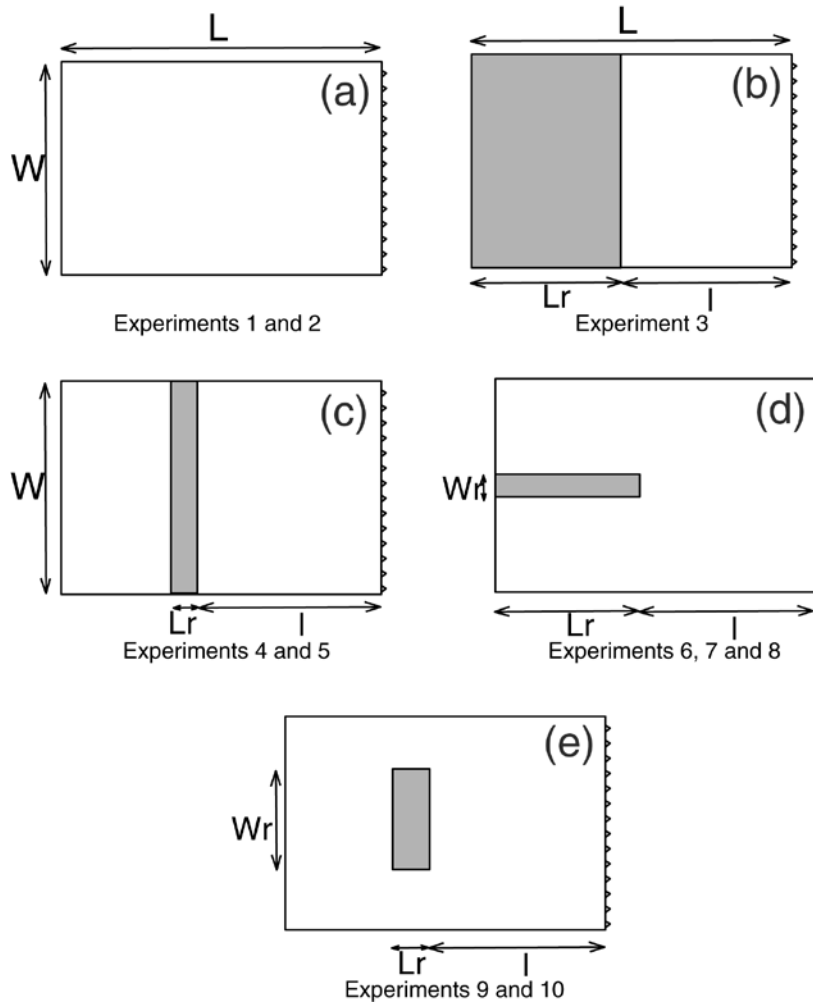 L
L
(a)
(b)
W
Lr
l
Experiments 1 and 2
Experiment 3
(c)
(d)
W
Wr
Lr
l
Lr
l
Experiments 4 and 5
Experiments 6, 7 and 8
(e)
Wr
Lr
l
Experiments 9 and 10